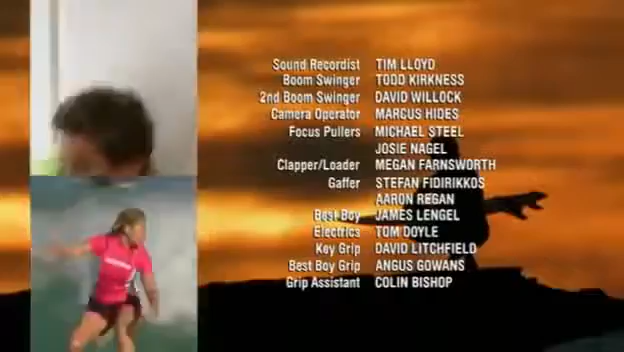 Sound Recordist TIM LLOYD
Boom Swinger TODD KIRKNESS
2nd Boom Swinger DAVID WILLOCK
Camera Operator MARCUS HIDES
Focus Pullers MICHAEL STEEL
JOSIE NAGEL
Clapper/Loader MEGAN FARNSWORTH
Gaffer STEFAN FIDIRIKKOS
AARON REGAN
Best Boy JAMES LENGEL
Electrics TOM DOYLE
Key Grip DAVID LITCHFIELD
Best Boy Grip ANGUS GOWANS
Grip Assistant COLIN BISHOP